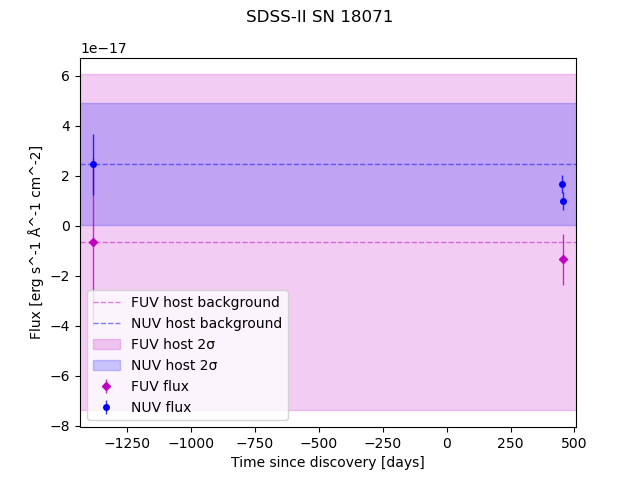 SDSS-II SN 18071
1e−17
6
4
2
0
−2
−4
−6
−8
Flux [erg s^-1 Å^-1 cm^-2]
FUV host background
NUV host background
FUV host 2σ
NUV host 2σ
FUV flux
NUV flux
−1250 −1000 −750 −500 −250 0 250 500
Time since discovery [days]